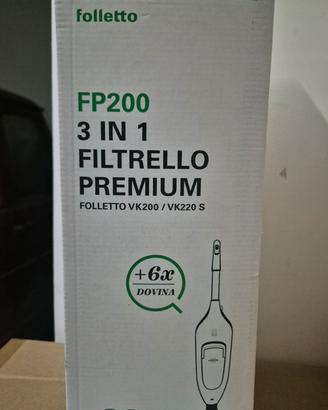 folletto
FP200
3 IN 1
FILTRELLO
PREMIUM
FOLLETTO VK200 / VK220 S
+6x
DOVINA